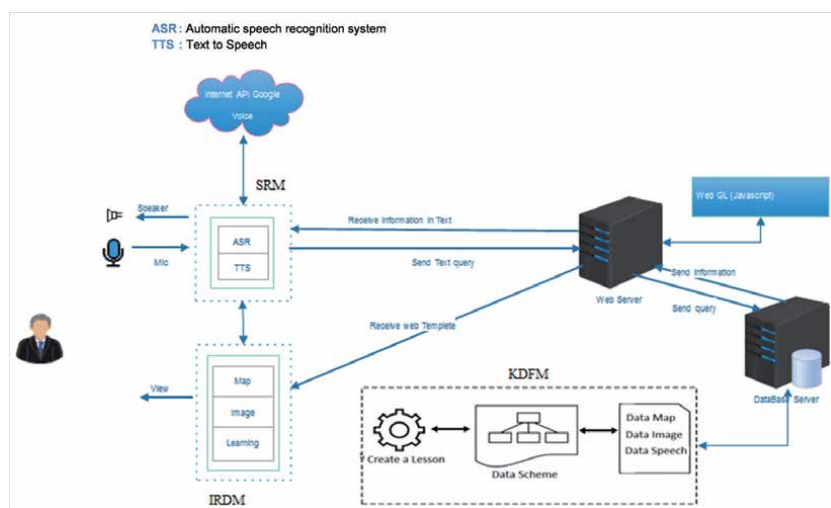 ASR : Automatic speech recognition system
TTS : Text to Speech
Internet API Google
Voice
SRM
Speaker
Mic
ASR
TTS
Receive Information In Text
Send Text query
Web GL (Javascript)
Web Server
Send Information
Send query
DataBase Server
Receive web Template
View
Map
Image
Learning
IRDM
KDFM
Create a Lesson
Data Scheme
Data Map
Data Image
Data Speech